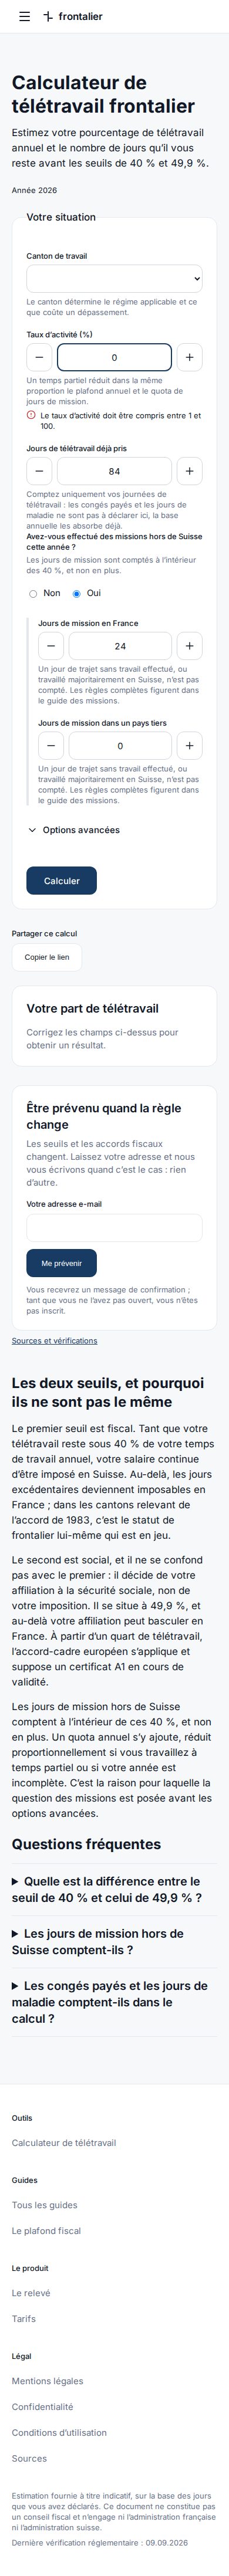 frontalier
Calculateur de
télétravail frontalier
Estimez votre pourcentage de télétravail
annuel et le nombre de jours qu’il vous
reste avant les seuils de 40 % et 49,9 %.
Année 2026
Votre situation
Canton de travail
Le canton détermine le régime applicable et ce
que coûte un dépassement.
Taux d’activité (%)
0
Un temps partiel réduit dans la même
proportion le plafond annuel et le quota de
jours de mission.
Le taux d’activité doit être compris entre 1 et
100.
Jours de télétravail déjà pris
84
Comptez uniquement vos journées de
télétravail : les congés payés et les jours de
maladie ne sont pas à déclarer ici, la base
annuelle les absorbe déjà.
Avez-vous effectué des missions hors de Suisse
cette année ?
Les jours de mission sont comptés à l’intérieur
des 40 %, et non en plus.
Non
Oui
Jours de mission en France
24
Un jour de trajet sans travail effectué, ou
travaillé majoritairement en Suisse, n’est pas
compté. Les règles complètes figurent dans
le guide des missions.
Jours de mission dans un pays tiers
0
Un jour de trajet sans travail effectué, ou
travaillé majoritairement en Suisse, n’est pas
compté. Les règles complètes figurent dans
le guide des missions.
Options avancées
Calculer
Partager ce calcul
Copier le lien
Votre part de télétravail
Corrigez les champs ci-dessus pour
obtenir un résultat.
Être prévenu quand la règle
change
Les seuils et les accords fiscaux
changent. Laissez votre adresse et nous
vous écrivons quand c’est le cas : rien
d’autre.
Votre adresse e-mail
Me prévenir
Vous recevrez un message de confirmation ;
tant que vous ne l’avez pas ouvert, vous n’êtes
pas inscrit.
Sources et vérifications
Les deux seuils, et pourquoi
ils ne sont pas le même
Le premier seuil est fiscal. Tant que votre
télétravail reste sous 40 % de votre temps
de travail annuel, votre salaire continue
d’être imposé en Suisse. Au-delà, les jours
excédentaires deviennent imposables en
France ; dans les cantons relevant de
l’accord de 1983, c’est le statut de
frontalier lui-même qui est en jeu.
Le second est social, et il ne se confond
pas avec le premier : il décide de votre
affiliation à la sécurité sociale, non de
votre imposition. Il se situe à 49,9 %, et
au-delà votre affiliation peut basculer en
France. À partir d’un quart de télétravail,
l’accord-cadre européen s’applique et
suppose un certificat A1 en cours de
validité.
Les jours de mission hors de Suisse
comptent à l’intérieur de ces 40 %, et non
en plus. Un quota annuel s’y ajoute, réduit
proportionnellement si vous travaillez à
temps partiel ou si votre année est
incomplète. C’est la raison pour laquelle la
question des missions est posée avant les
options avancées.
Questions fréquentes
Quelle est la différence entre le
seuil de 40 % et celui de 49,9 % ?
Les jours de mission hors de
Suisse comptent-ils ?
Les congés payés et les jours de
maladie comptent-ils dans le
calcul ?
Outils
Calculateur de télétravail
Guides
Tous les guides
Le plafond fiscal
Le produit
Le relevé
Tarifs
Légal
Mentions légales
Confidentialité
Conditions d’utilisation
Sources
Estimation fournie à titre indicatif, sur la base des jours
que vous avez déclarés. Ce document ne constitue pas
un conseil fiscal et n’engage ni l’administration française
ni l’administration suisse.
Dernière vérification réglementaire : 09.09.2026